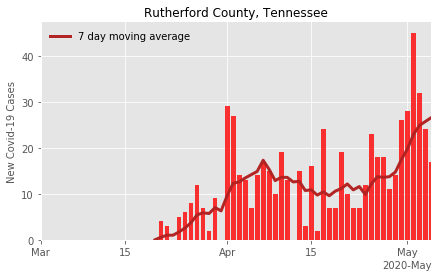 Rutherford County, Tennessee
7 day moving average
New Covid-19 Cases
40
30
20
10
0
Mar
15
Apr
15
May
2020-May